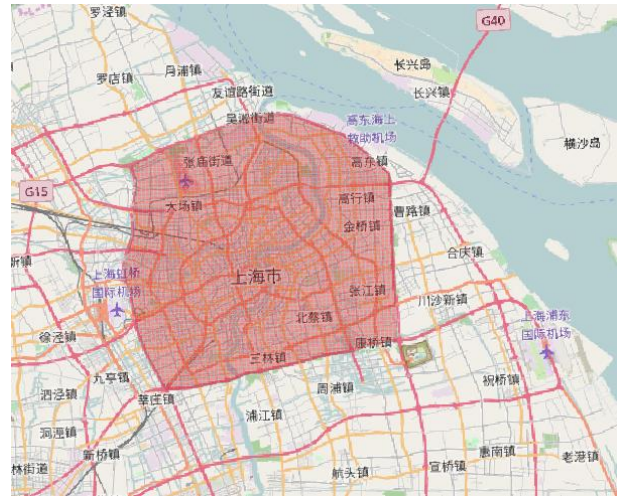 罗泾镇
G40
罗店镇
月浦镇
长兴岛
长兴镇
友谊路街道
吴淞街道
高东海上
救助机场
横沙岛
张庙街道
高东镇
G15
大场镇
高行镇
曹路镇
金桥镇
合庆镇
上海虹桥
国际机场
上海市
张江镇
川沙新镇
北蔡镇
上海浦东
国际机场
徐泾镇
康桥镇
三林镇
九亭镇
莘庄镇
周浦镇
祝桥镇
泗泾镇
浦江镇
洞泾镇
新桥镇
惠南镇
老港镇
林街道
航头镇
宣桥镇